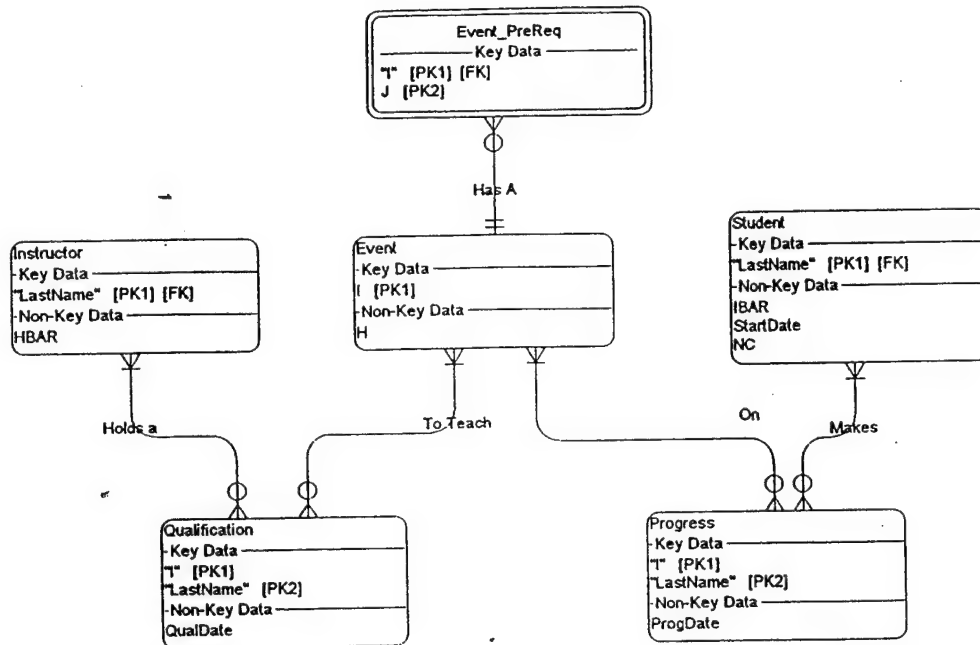 Event_PreReq
Key Data
"I" [PK1] [FK]
J [PK2]
Has A
Instructor
Key Data
"LastName" [PK1] [FK]
Non-Key Data
HBAR
Event
Key Data
I [PK1]
Non-Key Data
H
Student
Key Data
"LastName" [PK1] [FK]
Non-Key Data
IBAR
StartDate
NC
Holds a
To Teach
On
Makes
Qualification
Key Data
"I" [PK1]
"LastName" [PK2]
Non-Key Data
QualDate
Progress
Key Data
"I" [PK1]
"LastName" [PK2]
Non-Key Data
ProgDate